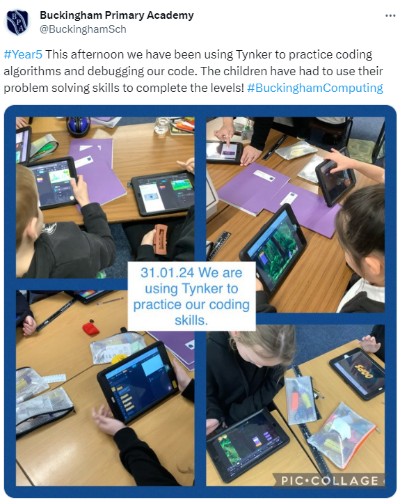 Buckingham Primary Academy
@BuckinghamSch
#Year5 This afternoon we have been using Tynker to practice coding
algorithms and debugging our code. The children have had to use their
problem solving skills to complete the levels! #BuckinghamComputing
31.01.24 We are
using Tynker to
practice our coding
skills.
PIC•COLLAGE